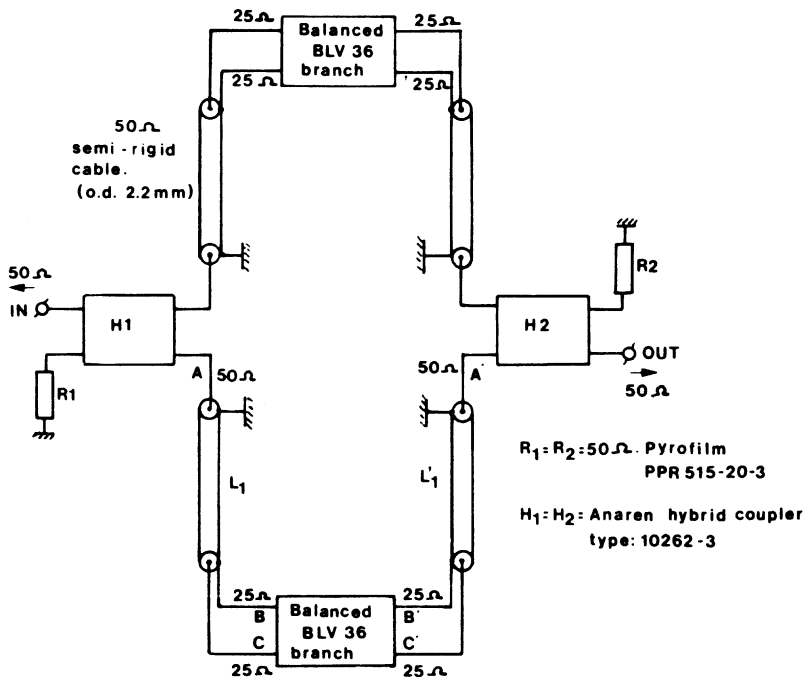 25Ω
Balanced
BLV 36
branch
25Ω
25Ω
25Ω
50Ω
semi-rigid
cable.
(o.d. 2.2mm)
50Ω
IN
H1
R1
A
50Ω
R2
H2
OUT
50Ω
50Ω
A'
L1
L'1
R1=R2=50Ω. Pyrofilm
PPR 515-20-3
H1=H2= Anaren hybrid coupler
type: 10262-3
25Ω
B
C
25Ω
Balanced
BLV 36
branch
25Ω
B'
C'
25Ω